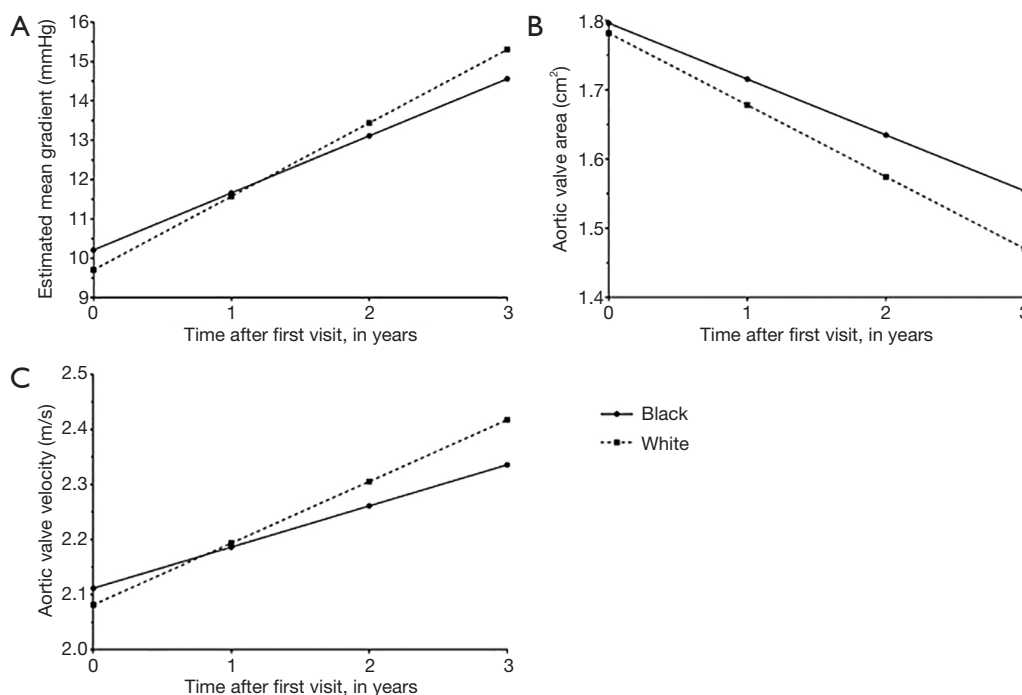 A
Estimated mean gradient (mmHg)
16
15
14
13
12
11
10
9
0 1 2 3
Time after first visit, in years
B
Aortic valve area (cm²)
1.8
1.7
1.6
1.5
1.4
0 1 2 3
Time after first visit, in years
C
Aortic valve velocity (m/s)
2.5
2.4
2.3
2.2
2.1
2.0
0 1 2 3
Time after first visit, in years
Black
White